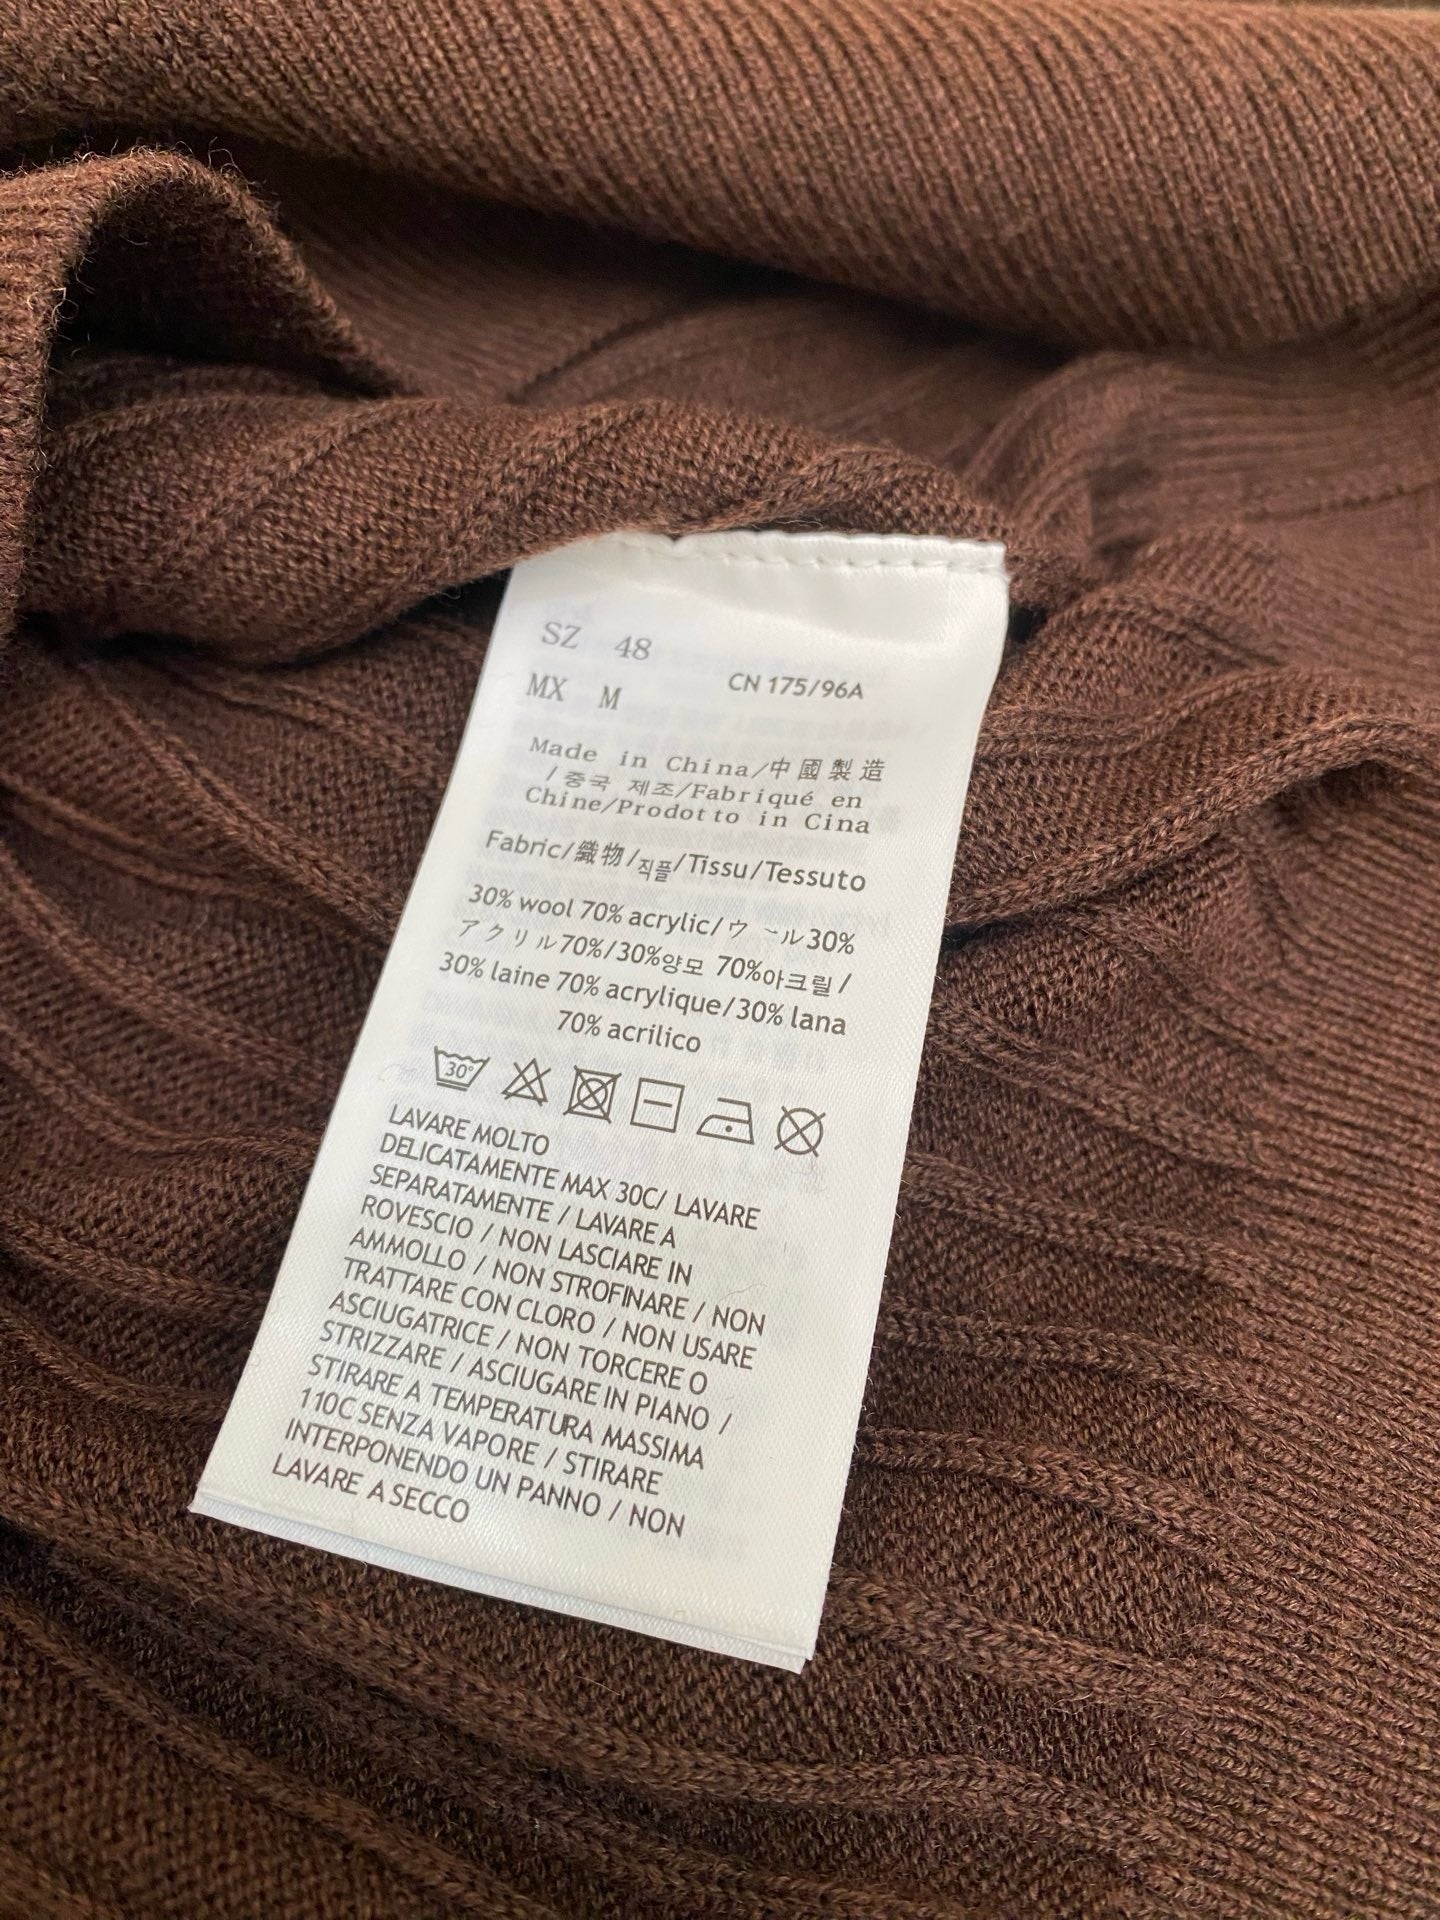 SZ 48
MX M
CN 175/96A
Made in China/中國製造
/중국 제조/Fabriqué en
Chine/Prodotto in Cina
Fabric/織物/직플/Tissu/Tessuto
30% wool 70% acrylic/ウール30%
アクリル70%/30%양모 70%아크릴/
30% laine 70% acrylique/30% lana
70% acrilico
30°
LAVARE MOLTO
DELICATAMENTE MAX 30C/ LAVARE
SEPARATAMENTE / LAVARE A
ROVESCIO / NON LASCIARE IN
AMMOLLO / NON STROFINARE / NON
TRATTARE CON CLORO / NON USARE
ASCIUGATRICE / NON TORCERE O
STRIZZARE / ASCIUGARE IN PIANO /
STIRARE A TEMPERATURA MASSIMA
110C SENZA VAPORE / STIRARE
INTERPONENDO UN PANNO / NON
LAVARE A SECCO